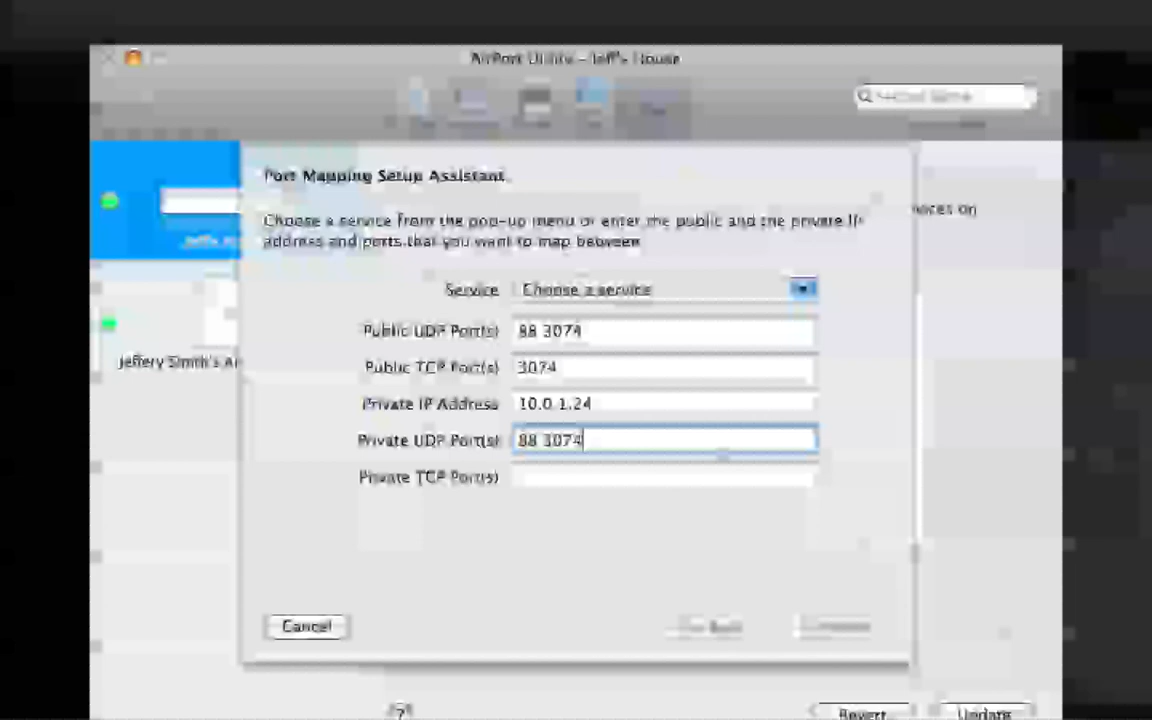 AirPort Utility - Jeff's House
Port Mapping Setup Assistant
Choose a service from the pop-up menu or enter the public and the private IP
address and ports that you want to map between
Service Choose a service
Public UDP Port(s) 88 3074
Public TCP Port(s) 3074
Private IP Address 10.0.1.24
Private UDP Port(s) 88 3074
Private TCP Port(s)
on
Jeffery Smith's
Cancel
Revert
Update